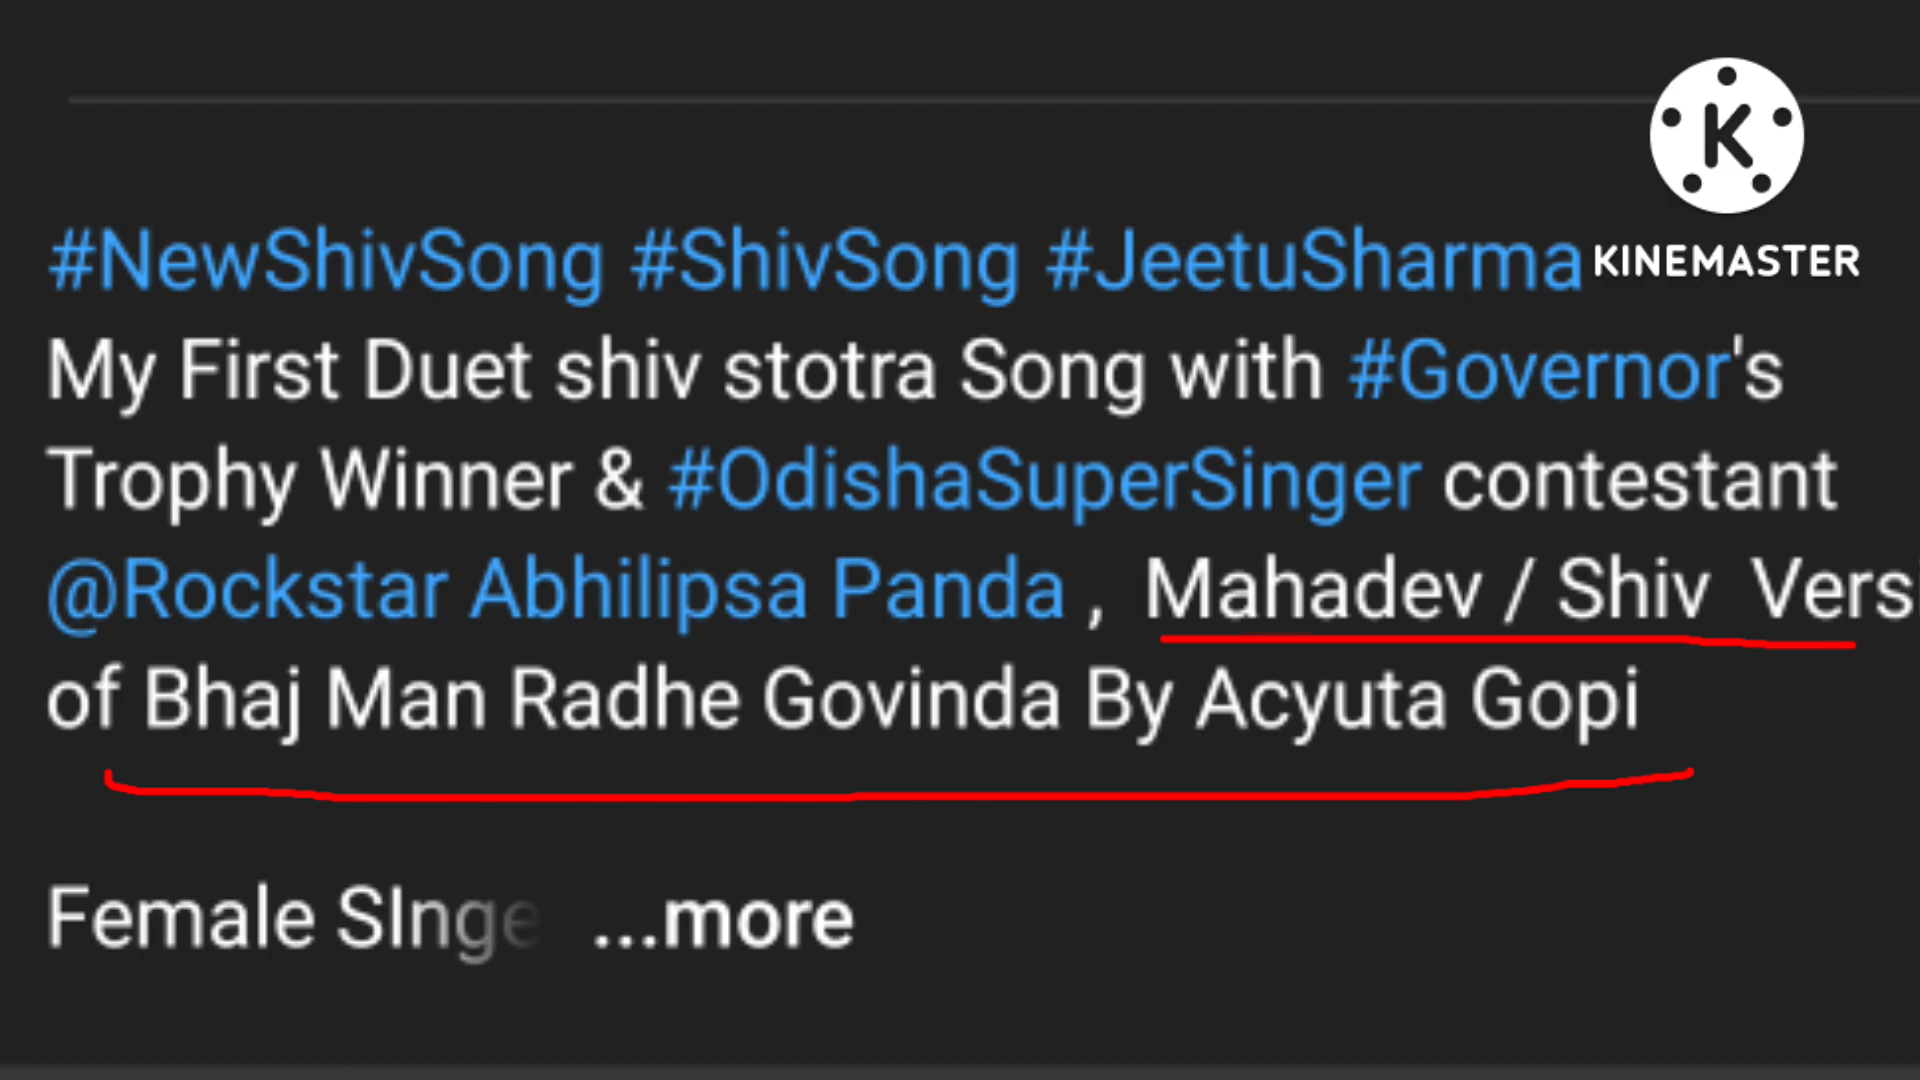 #NewShivSong #ShivSong #JeetuSharma
KINEMASTER
My First Duet shiv stotra Song with #Governor's
Trophy Winner & #OdishaSuperSinger contestant
@Rockstar Abhilipsa Panda , Mahadev / Shiv Vers
of Bhaj Man Radhe Govinda By Acyuta Gopi
Female SInge ...more